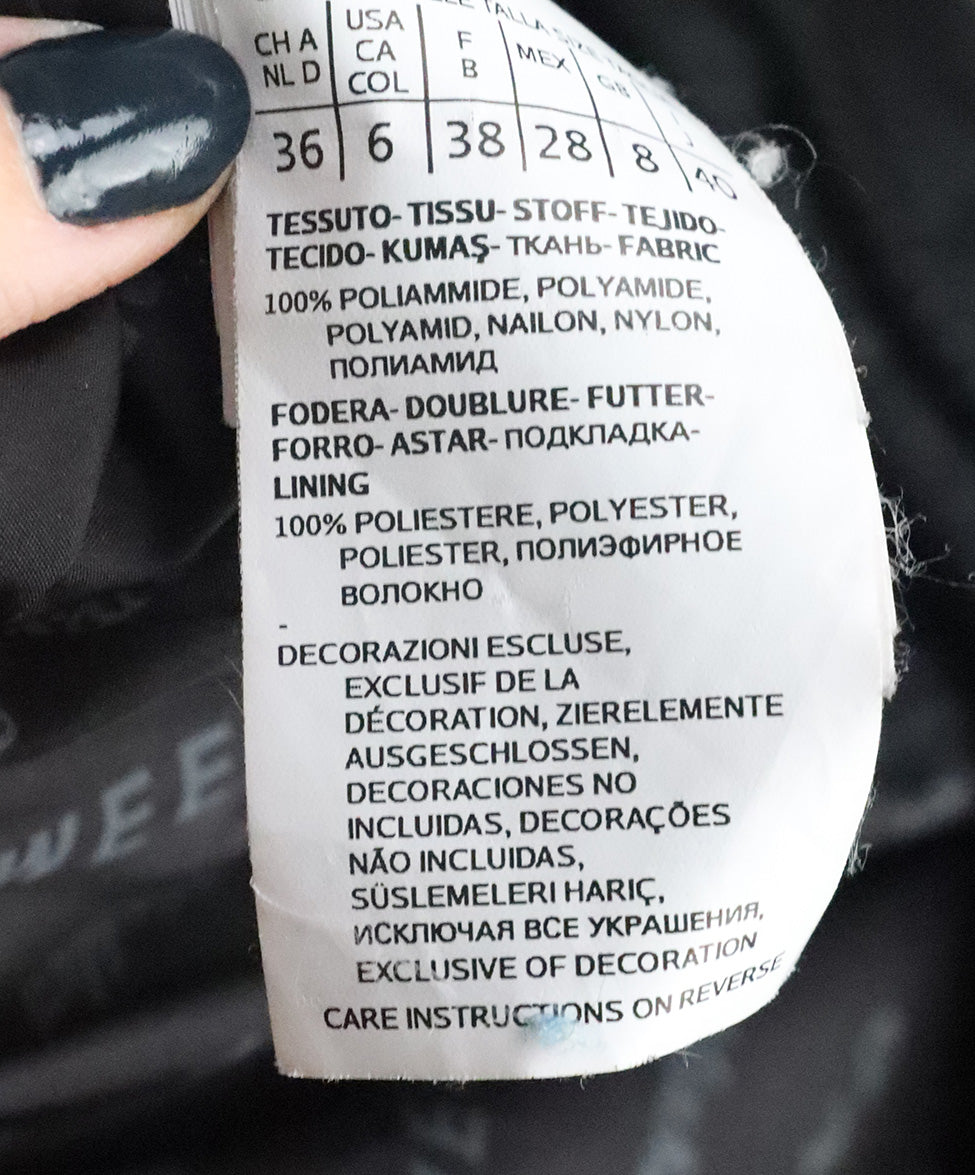 TALLA SIZE
CH A USA F MEX GB I
NL D CA B
COL
36 6 38 28 8 40
TESSUTO- TISSU- STOFF- TEJIDO-
TECIDO- KUMAŞ- ТКАНЬ- FABRIC
100% POLIAMMIDE, POLYAMIDE,
POLYAMID, NAILON, NYLON,
ПОЛИАМИД
FODERA- DOUBLURE- FUTTER-
FORRO- ASTAR- ПОДКЛАДКА-
LINING
100% POLIESTERE, POLYESTER,
POLIESTER, ПОЛИЭФИРНОЕ
ВОЛОКНО
-
DECORAZIONI ESCLUSE,
EXCLUSIF DE LA
DÉCORATION, ZIERELEMENTE
AUSGESCHLOSSEN,
DECORACIONES NO
INCLUIDAS, DECORAÇÕES
NÃO INCLUIDAS,
SÜSLEMELERI HARIÇ,
ИСКЛЮЧАЯ ВСЕ УКРАШЕНИЯ,
EXCLUSIVE OF DECORATION
CARE INSTRUCTIONS ON REVERSE